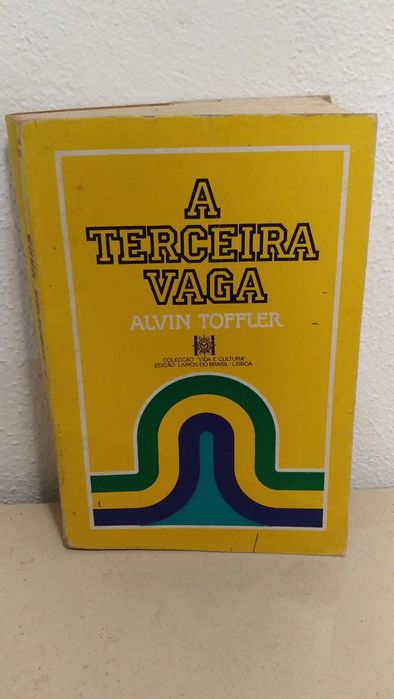 A
TERCEIRA
VAGA
ALVIN TOFFLER
COLECÇÃO "VIDA E CULTURA"
EDIÇÃO LIVROS DO BRASIL - LISBOA